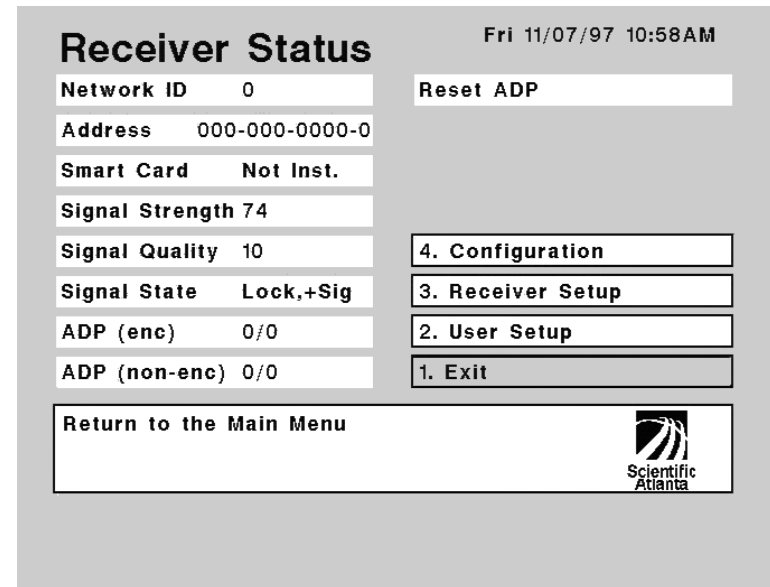 Receiver Status
Fri 11/07/97 10:58AM
Network ID 0
Address 000-000-0000-0
Smart Card Not Inst.
Signal Strength 74
Signal Quality 10
Signal State Lock,+Sig
ADP (enc) 0/0
ADP (non-enc) 0/0
Reset ADP
4. Configuration
3. Receiver Setup
2. User Setup
1. Exit
Return to the Main Menu
Scientific
Atlanta